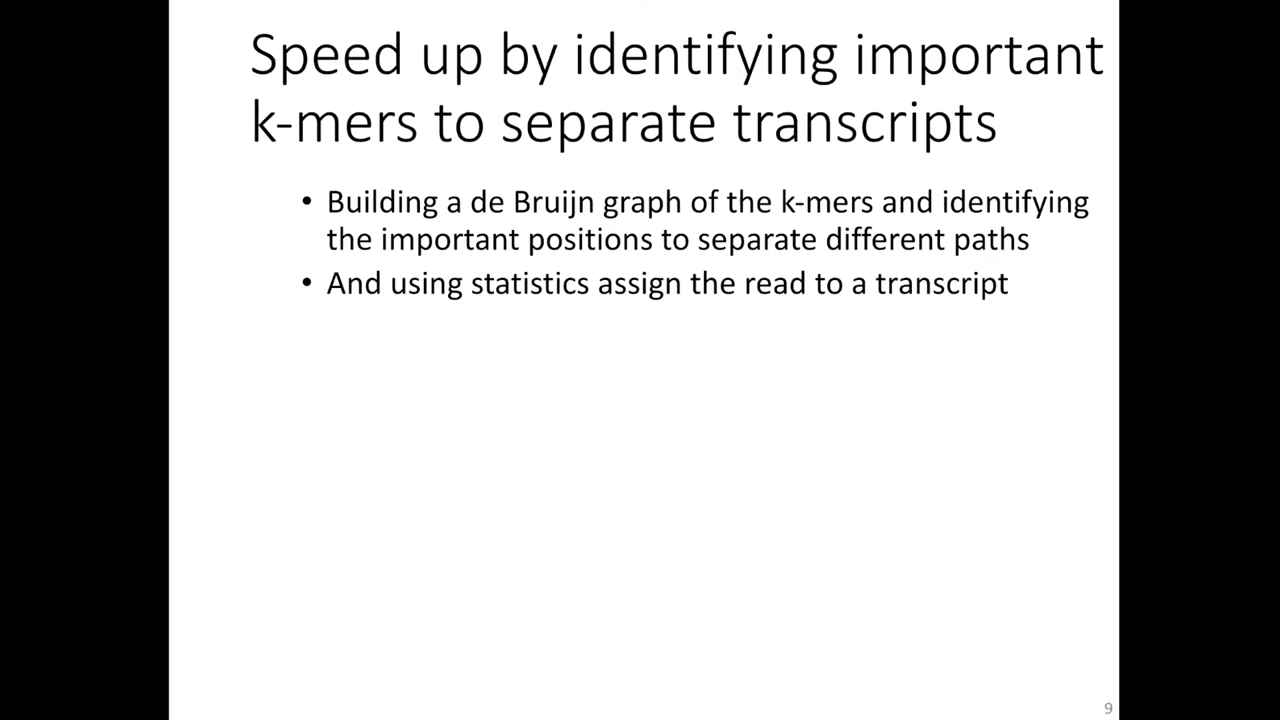 Speed up by identifying important
k-mers to separate transcripts
• Building a de Bruijn graph of the k-mers and identifying
the important positions to separate different paths
• And using statistics assign the read to a transcript
9